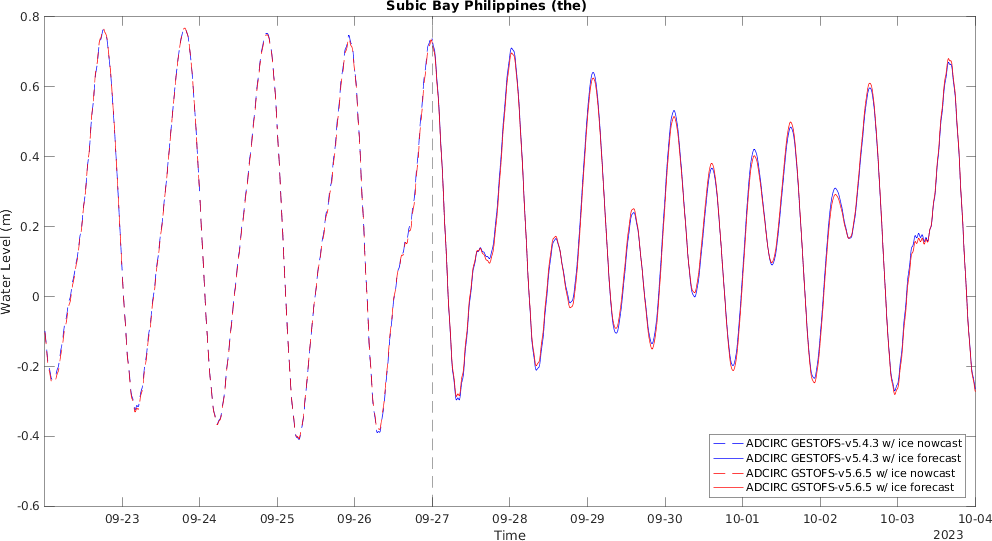 Subic Bay Philippines (the)
Water Level (m)
0.8
0.6
0.4
0.2
0
-0.2
-0.4
-0.6
ADCIRC GESTOFS-v5.4.3 w/ ice nowcast
ADCIRC GESTOFS-v5.4.3 w/ ice forecast
ADCIRC GSTOFS-v5.6.5 w/ ice nowcast
ADCIRC GSTOFS-v5.6.5 w/ ice forecast
09-23 09-24 09-25 09-26 09-27 09-28 09-29 09-30 10-01 10-02 10-03 10-04
Time
2023